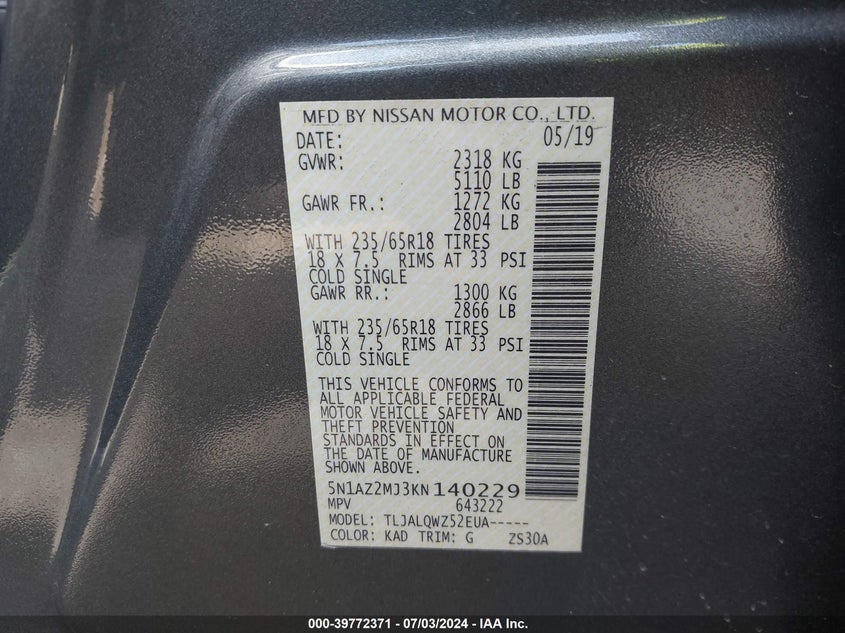 MFD BY NISSAN MOTOR CO., LTD.
DATE: 05/19
GVWR: 2318 KG
5110 LB
GAWR FR.: 1272 KG
2804 LB
WITH 235/65R18 TIRES
18 X 7.5 RIMS AT 33 PSI
COLD SINGLE
GAWR RR.: 1300 KG
2866 LB
WITH 235/65R18 TIRES
18 X 7.5 RIMS AT 33 PSI
COLD SINGLE
THIS VEHICLE CONFORMS TO
ALL APPLICABLE FEDERAL
MOTOR VEHICLE SAFETY AND
THEFT PREVENTION
STANDARDS IN EFFECT ON
THE DATE OF MANUFACTURE
SHOWN ABOVE.
5N1AZ2MJ3KN140229
MPV 643222
MODEL: TLJALQWZ52EUA-----
COLOR: KAD TRIM: G ZS30A
000-39772371 - 07/03/2024 - IAA Inc.